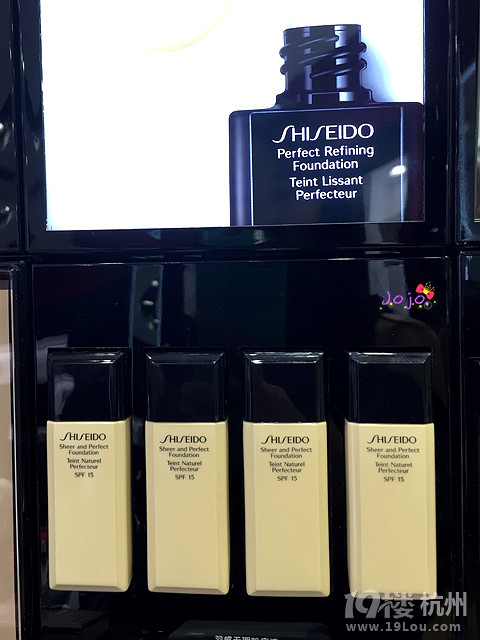 SHISEIDO
Perfect Refining
Foundation
Teint Lissant
Perfecteur
J.o.j.o
SHISEIDO
Sheer and Perfect
Foundation
Teint Naturel
Perfecteur
SPF 15
SHISEIDO
Sheer and Perfect
Foundation
Teint Naturel
Perfecteur
SPF 15
SHISEIDO
Sheer and Perfect
Foundation
Teint Naturel
Perfecteur
SPF 15
SHISEIDO
Sheer and Perfect
Foundation
Teint Naturel
Perfecteur
SPF 15
19楼 杭州
www.19Lou.com